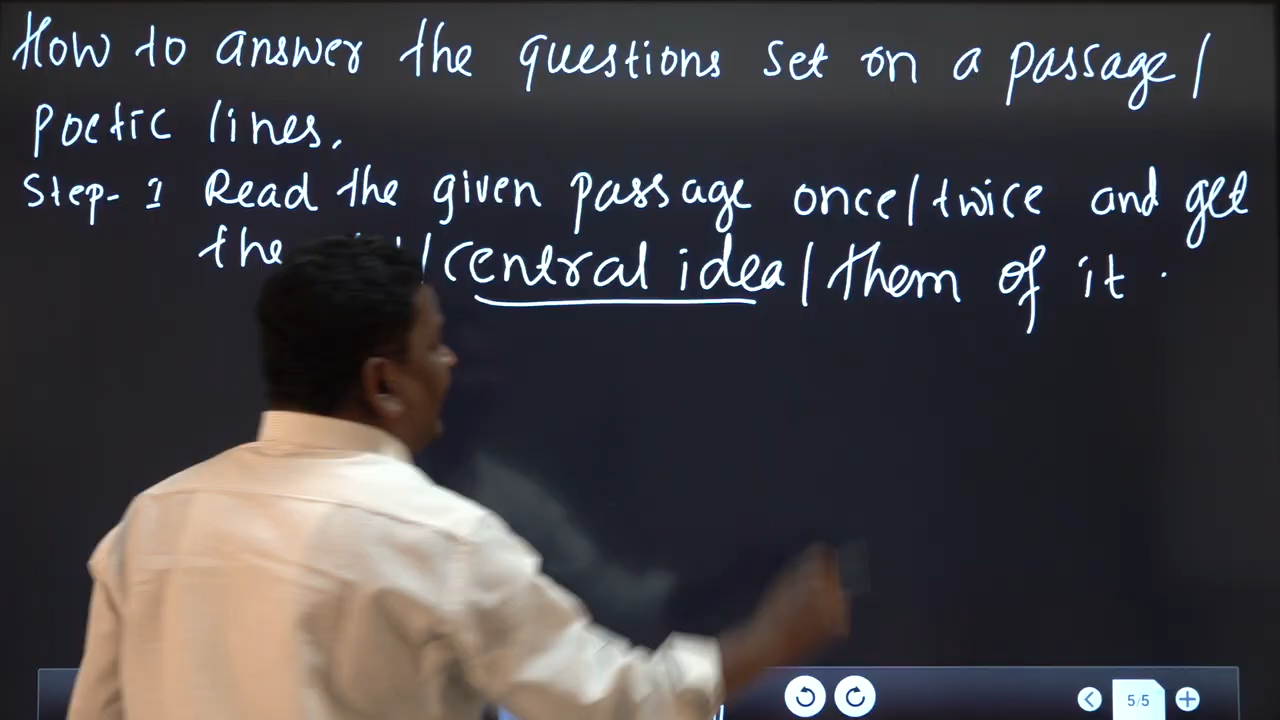 How to answer the questions set on a passage/
Poetic lines.
Step- 1 Read the given passage once/twice and get
the /central idea/them of it .
5/5